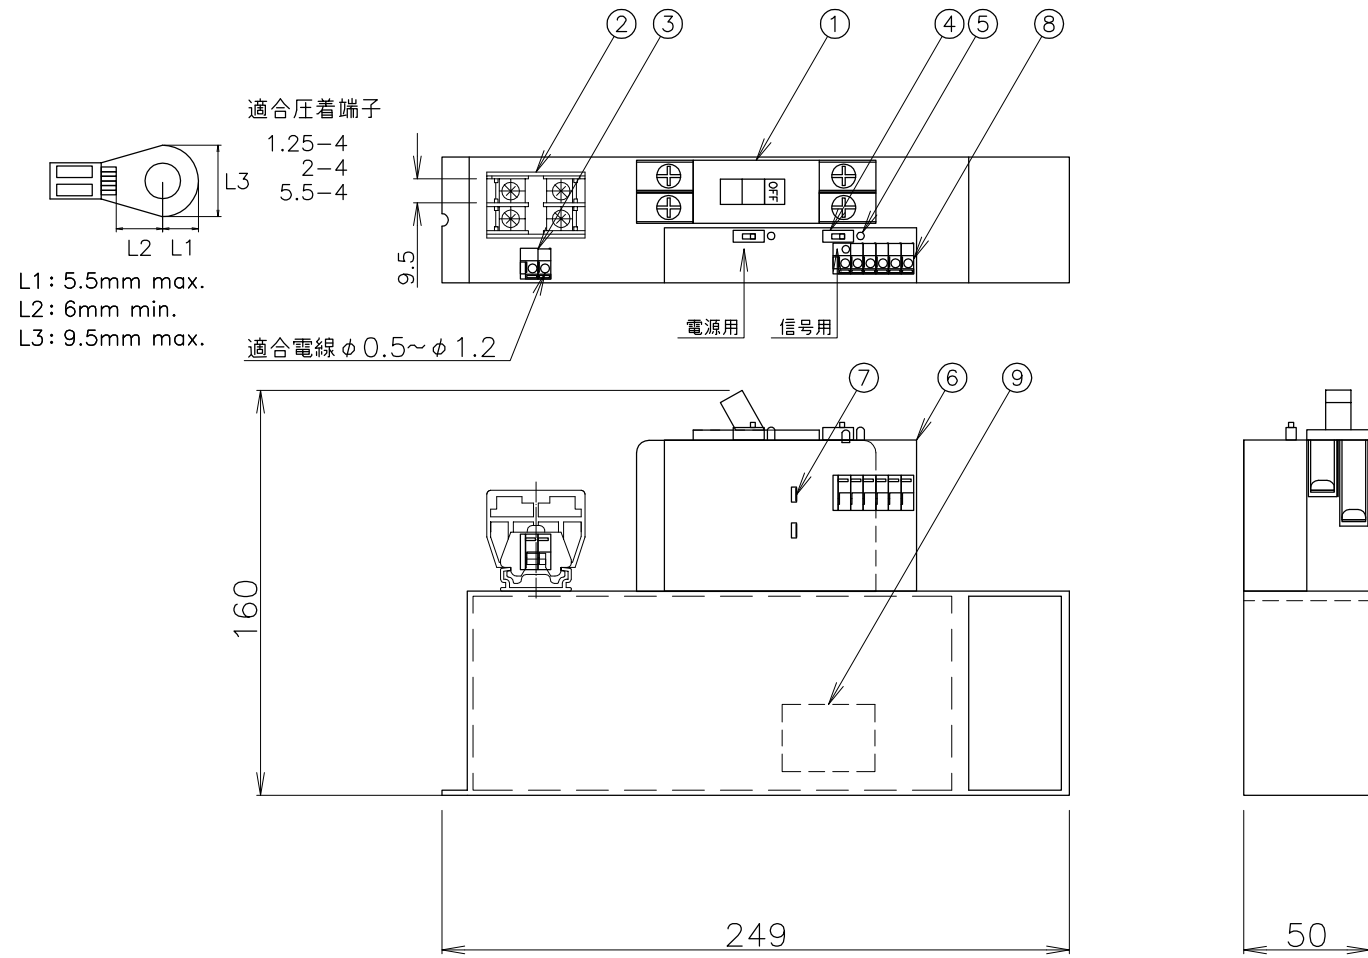 ② ③ ① ④ ⑤ ⑧
適合圧着端子
1.25-4
2-4
5.5-4
L3
L2 L1
L1: 5.5mm max.
L2: 6mm min.
L3: 9.5mm max.
9.5
OFF
電源用 信号用
適合電線φ0.5~φ1.2
⑦ ⑥ ⑨
160
249
50